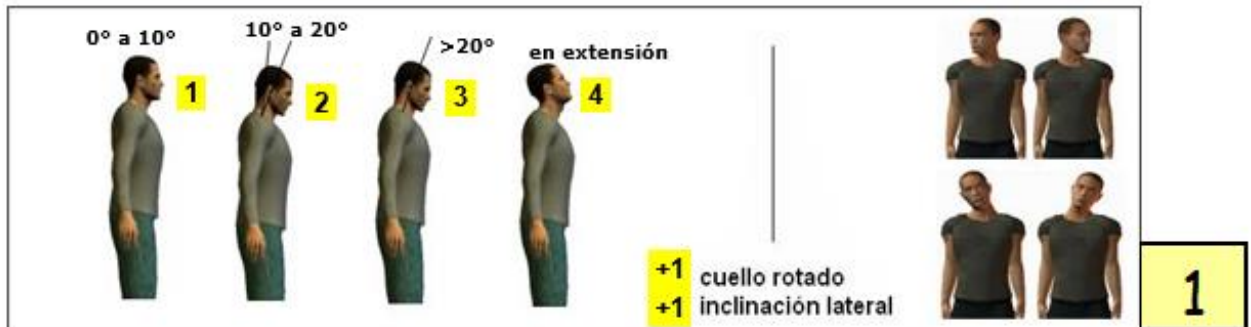 0° a 10°
10° a 20°
>20°
en extensión
1
2
3
4
+1 cuello rotado
+1 inclinación lateral
1